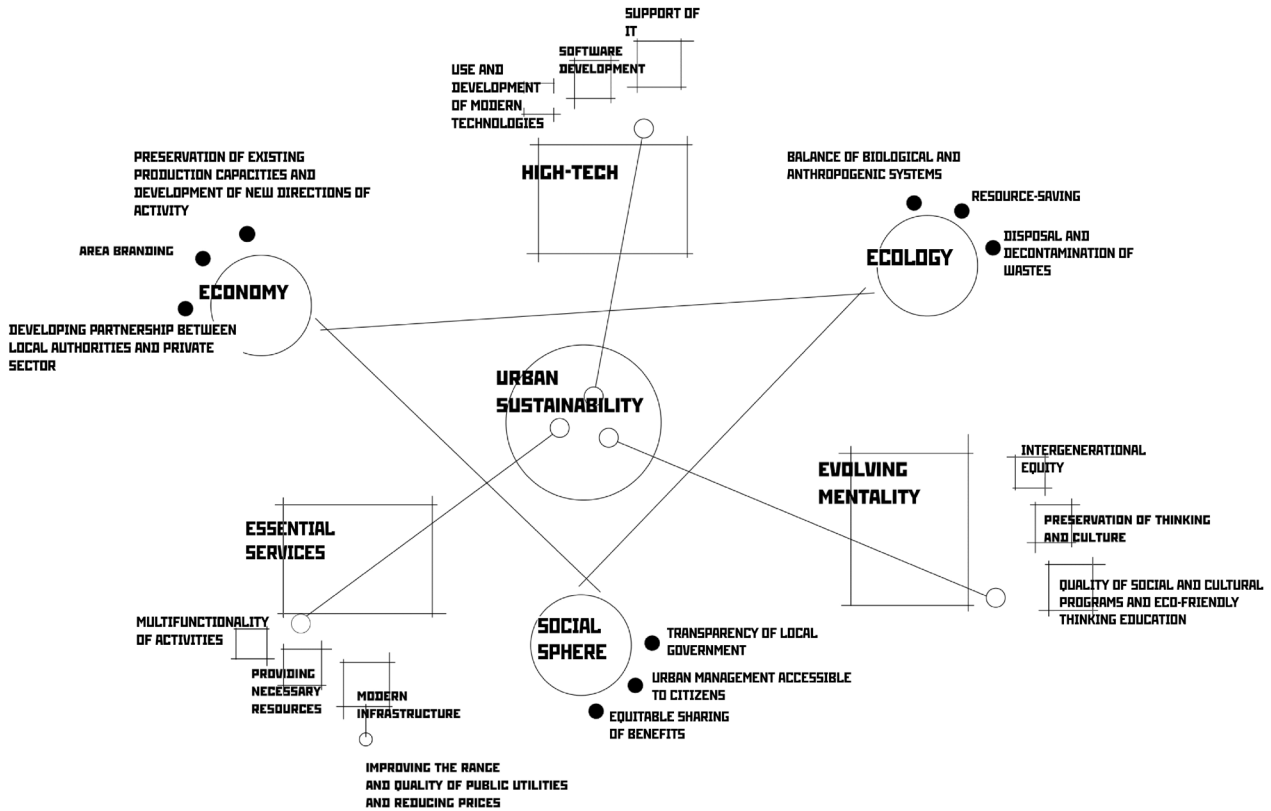 SUPPORT OF
IT
SOFTWARE
DEVELOPMENT
USE AND
DEVELOPMENT
OF MODERN
TECHNOLOGIES
HIGH-TECH
PRESERVATION OF EXISTING
PRODUCTION CAPACITIES AND
DEVELOPMENT OF NEW DIRECTIONS OF
ACTIVITY
AREA BRANDING
ECONOMY
DEVELOPING PARTNERSHIP BETWEEN
LOCAL AUTHORITIES AND PRIVATE
SECTOR
BALANCE OF BIOLOGICAL AND
ANTHROPOGENIC SYSTEMS
RESOURCE-SAVING
DISPOSAL AND
DECONTAMINATION OF
WASTES
ECOLOGY
URBAN
SUSTAINABILITY
EVOLVING
MENTALITY
INTERGENERATIONAL
EQUITY
PRESERVATION OF THINKING
AND CULTURE
QUALITY OF SOCIAL AND CULTURAL
PROGRAMS AND ECO-FRIENDLY
THINKING EDUCATION
ESSENTIAL
SERVICES
MULTIFUNCTIONALITY
OF ACTIVITIES
PROVIDING
NECESSARY
RESOURCES
MODERN
INFRASTRUCTURE
IMPROVING THE RANGE
AND QUALITY OF PUBLIC UTILITIES
AND REDUCING PRICES
SOCIAL
SPHERE
TRANSPARENCY OF LOCAL
GOVERNMENT
URBAN MANAGEMENT ACCESSIBLE
TO CITIZENS
EQUITABLE SHARING
OF BENEFITS